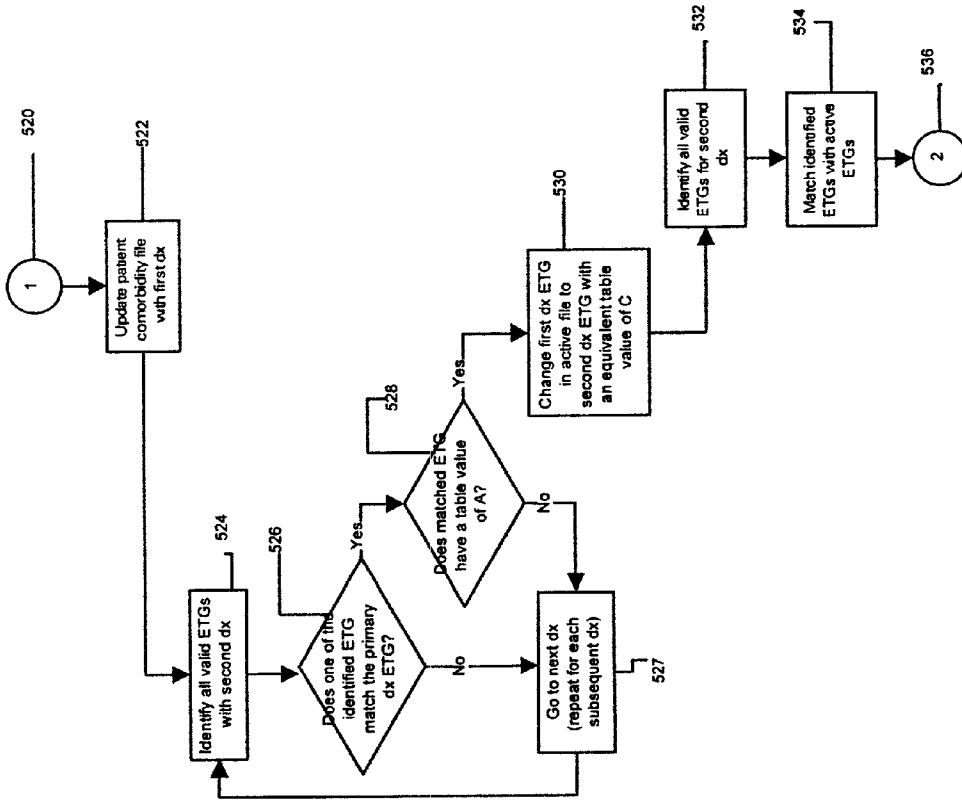 520
1
522
Update patient
comorbidity file
with first dx
524
Identify all valid ETGs
with second dx
526
Does one of the
identified ETG
match the primary
dx ETG?
Yes
No
528
Does matched ETG
have a table value
of A?
Yes
No
527
Go to next dx
(repeat for each
subsequent dx)
530
Change first dx ETG
in active file to
second dx ETG with
an equivalent table
value of C
532
Identify all valid
ETGs for second
dx
534
Match identified
ETGs with active
ETGs
536
2